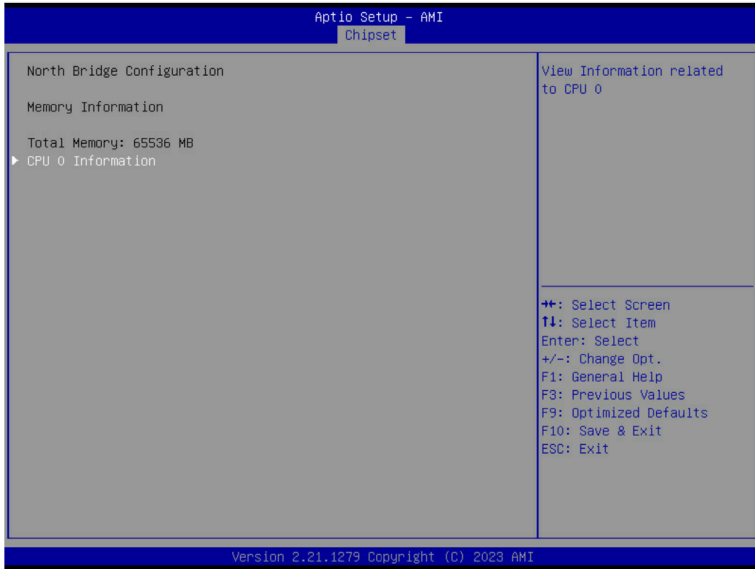 Aptio Setup – AMI
Chipset
North Bridge Configuration
Memory Information
Total Memory: 65536 MB
CPU 0 Information
View Information related
to CPU 0
→←: Select Screen
↑↓: Select Item
Enter: Select
+/-: Change Opt.
F1: General Help
F3: Previous Values
F9: Optimized Defaults
F10: Save & Exit
ESC: Exit
Version 2.21.1279 Copyright (C) 2023 AMI